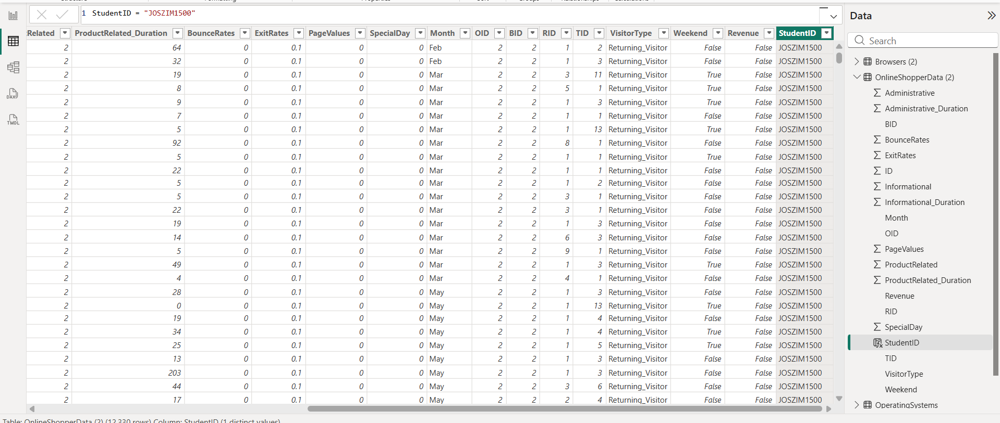 Structure Formatting Properties Sort Groups Relationships Calculations
1 StudentID = "JOSZIM1500"
:Related ProductRelated_Duration BounceRates ExitRates PageValues SpecialDay Month OID BID RID TID VisitorType Weekend Revenue StudentID
2 64 0 0.1 0 0 Feb 2 2 1 2 Returning_Visitor False False JOSZIM1500
2 32 0 0.1 0 0 Feb 2 2 1 3 Returning_Visitor False False JOSZIM1500
2 19 0 0.1 0 0 Mar 2 2 3 11 Returning_Visitor True False JOSZIM1500
2 8 0 0.1 0 0 Mar 2 2 5 1 Returning_Visitor True False JOSZIM1500
2 9 0 0.1 0 0 Mar 2 2 1 3 Returning_Visitor True False JOSZIM1500
2 7 0 0.1 0 0 Mar 2 2 1 1 Returning_Visitor False False JOSZIM1500
2 5 0 0.1 0 0 Mar 2 2 1 13 Returning_Visitor True False JOSZIM1500
2 92 0 0.1 0 0 Mar 2 2 8 1 Returning_Visitor False False JOSZIM1500
2 5 0 0.1 0 0 Mar 2 2 1 1 Returning_Visitor True False JOSZIM1500
2 22 0 0.1 0 0 Mar 2 2 1 1 Returning_Visitor False False JOSZIM1500
2 5 0 0.1 0 0 Mar 2 2 1 2 Returning_Visitor False False JOSZIM1500
2 5 0 0.1 0 0 Mar 2 2 3 1 Returning_Visitor False False JOSZIM1500
2 22 0 0.1 0 0 Mar 2 2 3 1 Returning_Visitor False False JOSZIM1500
2 19 0 0.1 0 0 Mar 2 2 1 3 Returning_Visitor False False JOSZIM1500
2 14 0 0.1 0 0 Mar 2 2 6 3 Returning_Visitor False False JOSZIM1500
2 5 0 0.1 0 0 Mar 2 2 9 1 Returning_Visitor False False JOSZIM1500
2 49 0 0.1 0 0 Mar 2 2 1 3 Returning_Visitor True False JOSZIM1500
2 4 0 0.1 0 0 Mar 2 2 4 1 Returning_Visitor False False JOSZIM1500
2 28 0 0.1 0 0 May 2 2 1 3 Returning_Visitor False False JOSZIM1500
2 0 0 0.1 0 0 May 2 2 1 13 Returning_Visitor True False JOSZIM1500
2 19 0 0.1 0 0 May 2 2 1 4 Returning_Visitor False False JOSZIM1500
2 34 0 0.1 0 0 May 2 2 1 4 Returning_Visitor True False JOSZIM1500
2 25 0 0.1 0 0 May 2 2 1 5 Returning_Visitor True False JOSZIM1500
2 13 0 0.1 0 0 May 2 2 1 3 Returning_Visitor False False JOSZIM1500
2 203 0 0.1 0 0 May 2 2 1 3 Returning_Visitor False False JOSZIM1500
2 44 0 0.1 0 0 May 2 2 3 6 Returning_Visitor False False JOSZIM1500
2 17 0 0.1 0 0 May 2 2 2 4 Returning_Visitor False False JOSZIM1500
DAX
TMDL
Table: OnlineShopperData (2) (12,330 rows) Column: StudentID (1 distinct values)
Data
Search
Browsers (2)
OnlineShopperData (2)
Administrative
Administrative_Duration
BID
BounceRates
ExitRates
ID
Informational
Informational_Duration
Month
OID
PageValues
ProductRelated
ProductRelated_Duration
Revenue
RID
SpecialDay
StudentID
TID
VisitorType
Weekend
OperatingSystems